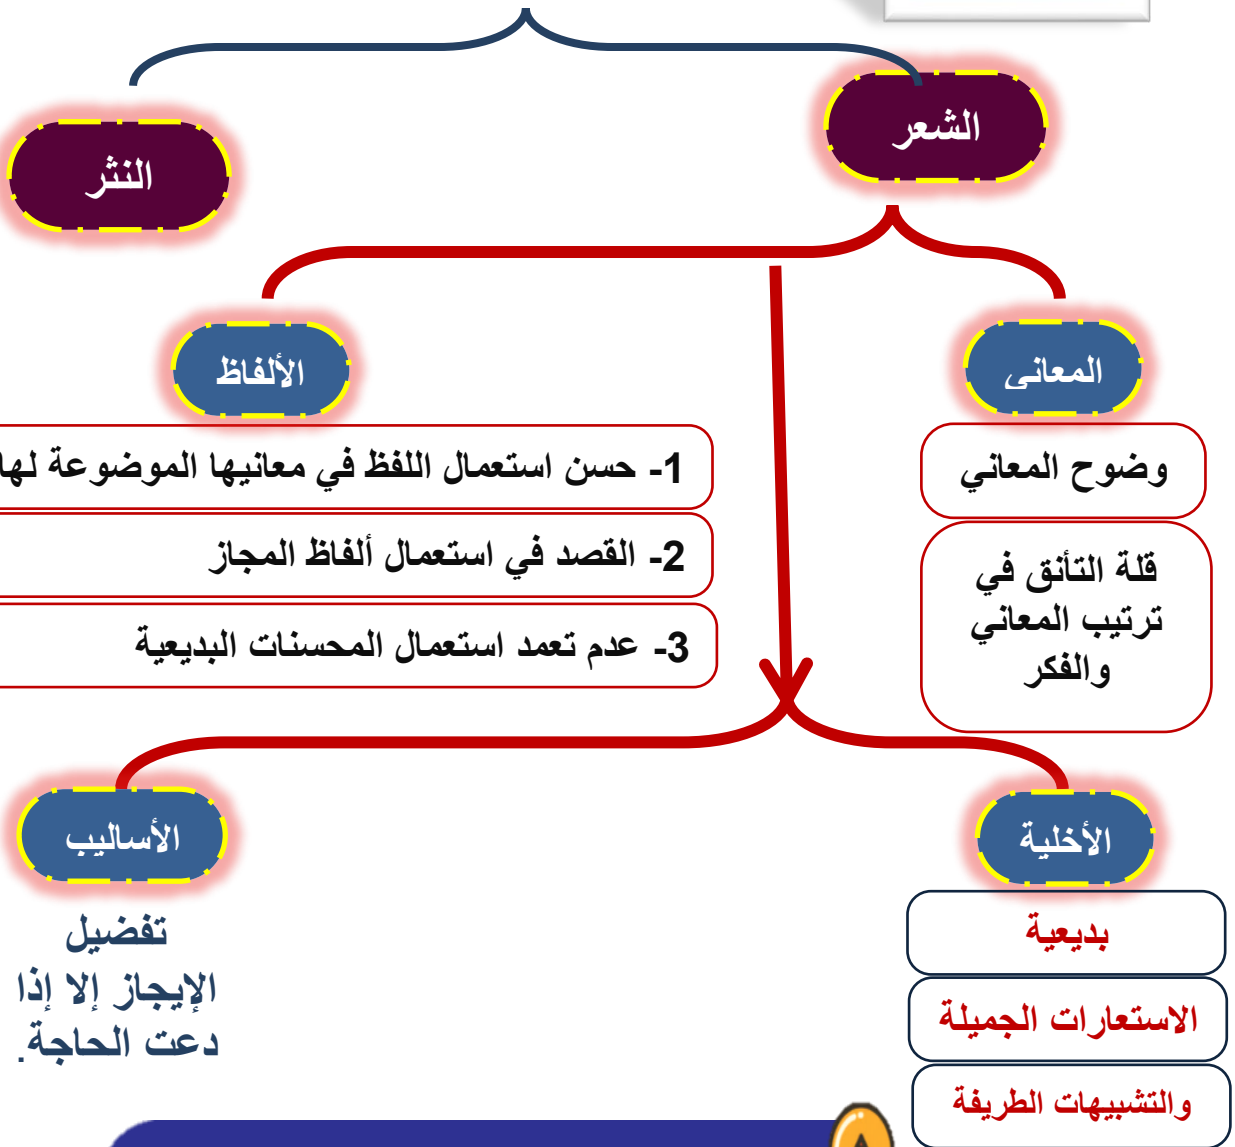 الشعر
النثر
المعانى
الألفاظ
وضوح المعاني
قلة التأنق في
ترتيب المعاني
والفكر
1- حسن استعمال اللفظ في معانيها الموضوعة لها
2- القصد في استعمال ألفاظ المجاز
3- عدم تعمد استعمال المحسنات البديعية
الأخلية
الأساليب
بديعية
الاستعارات الجميلة
والتشبيهات الطريفة
تفضيل
الإيجاز إلا إذا
دعت الحاجة.